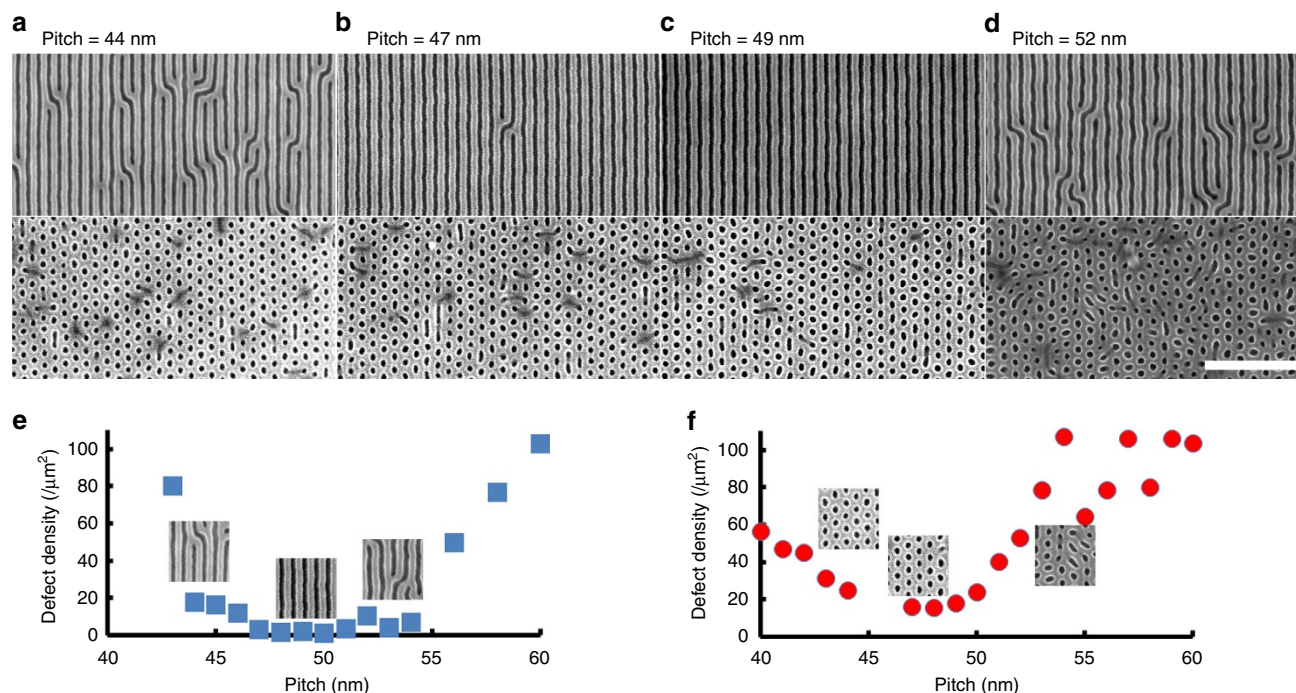 a
Pitch = 44 nm
b
Pitch = 47 nm
c
Pitch = 49 nm
d
Pitch = 52 nm
e
Defect density (/μm²)
100
80
60
40
20
0
40
45
50
55
60
Pitch (nm)
f
Defect density (/μm²)
100
80
60
40
20
0
40
45
50
55
60
Pitch (nm)